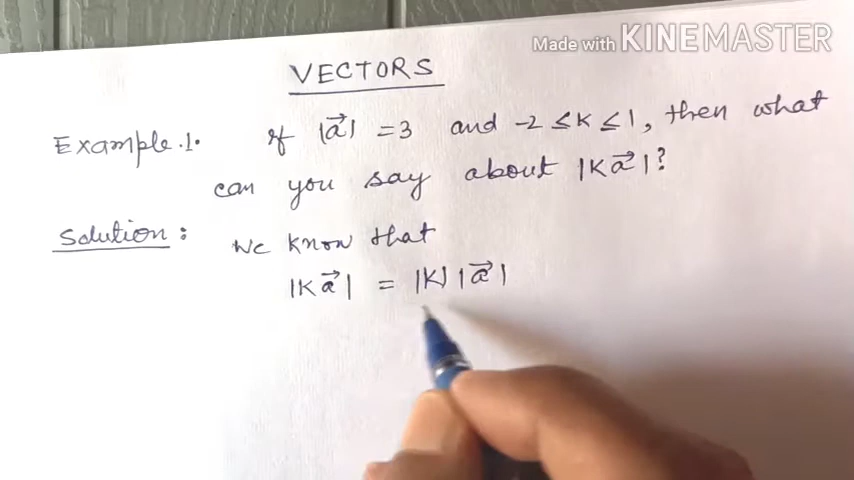 Made with KINEMASTER
VECTORS
Example.1. If |a⃗| = 3 and -2 ≤ K ≤ 1, then what
can you say about |Ka⃗|?
Solution: We know that
|Ka⃗| = |K| |a⃗|